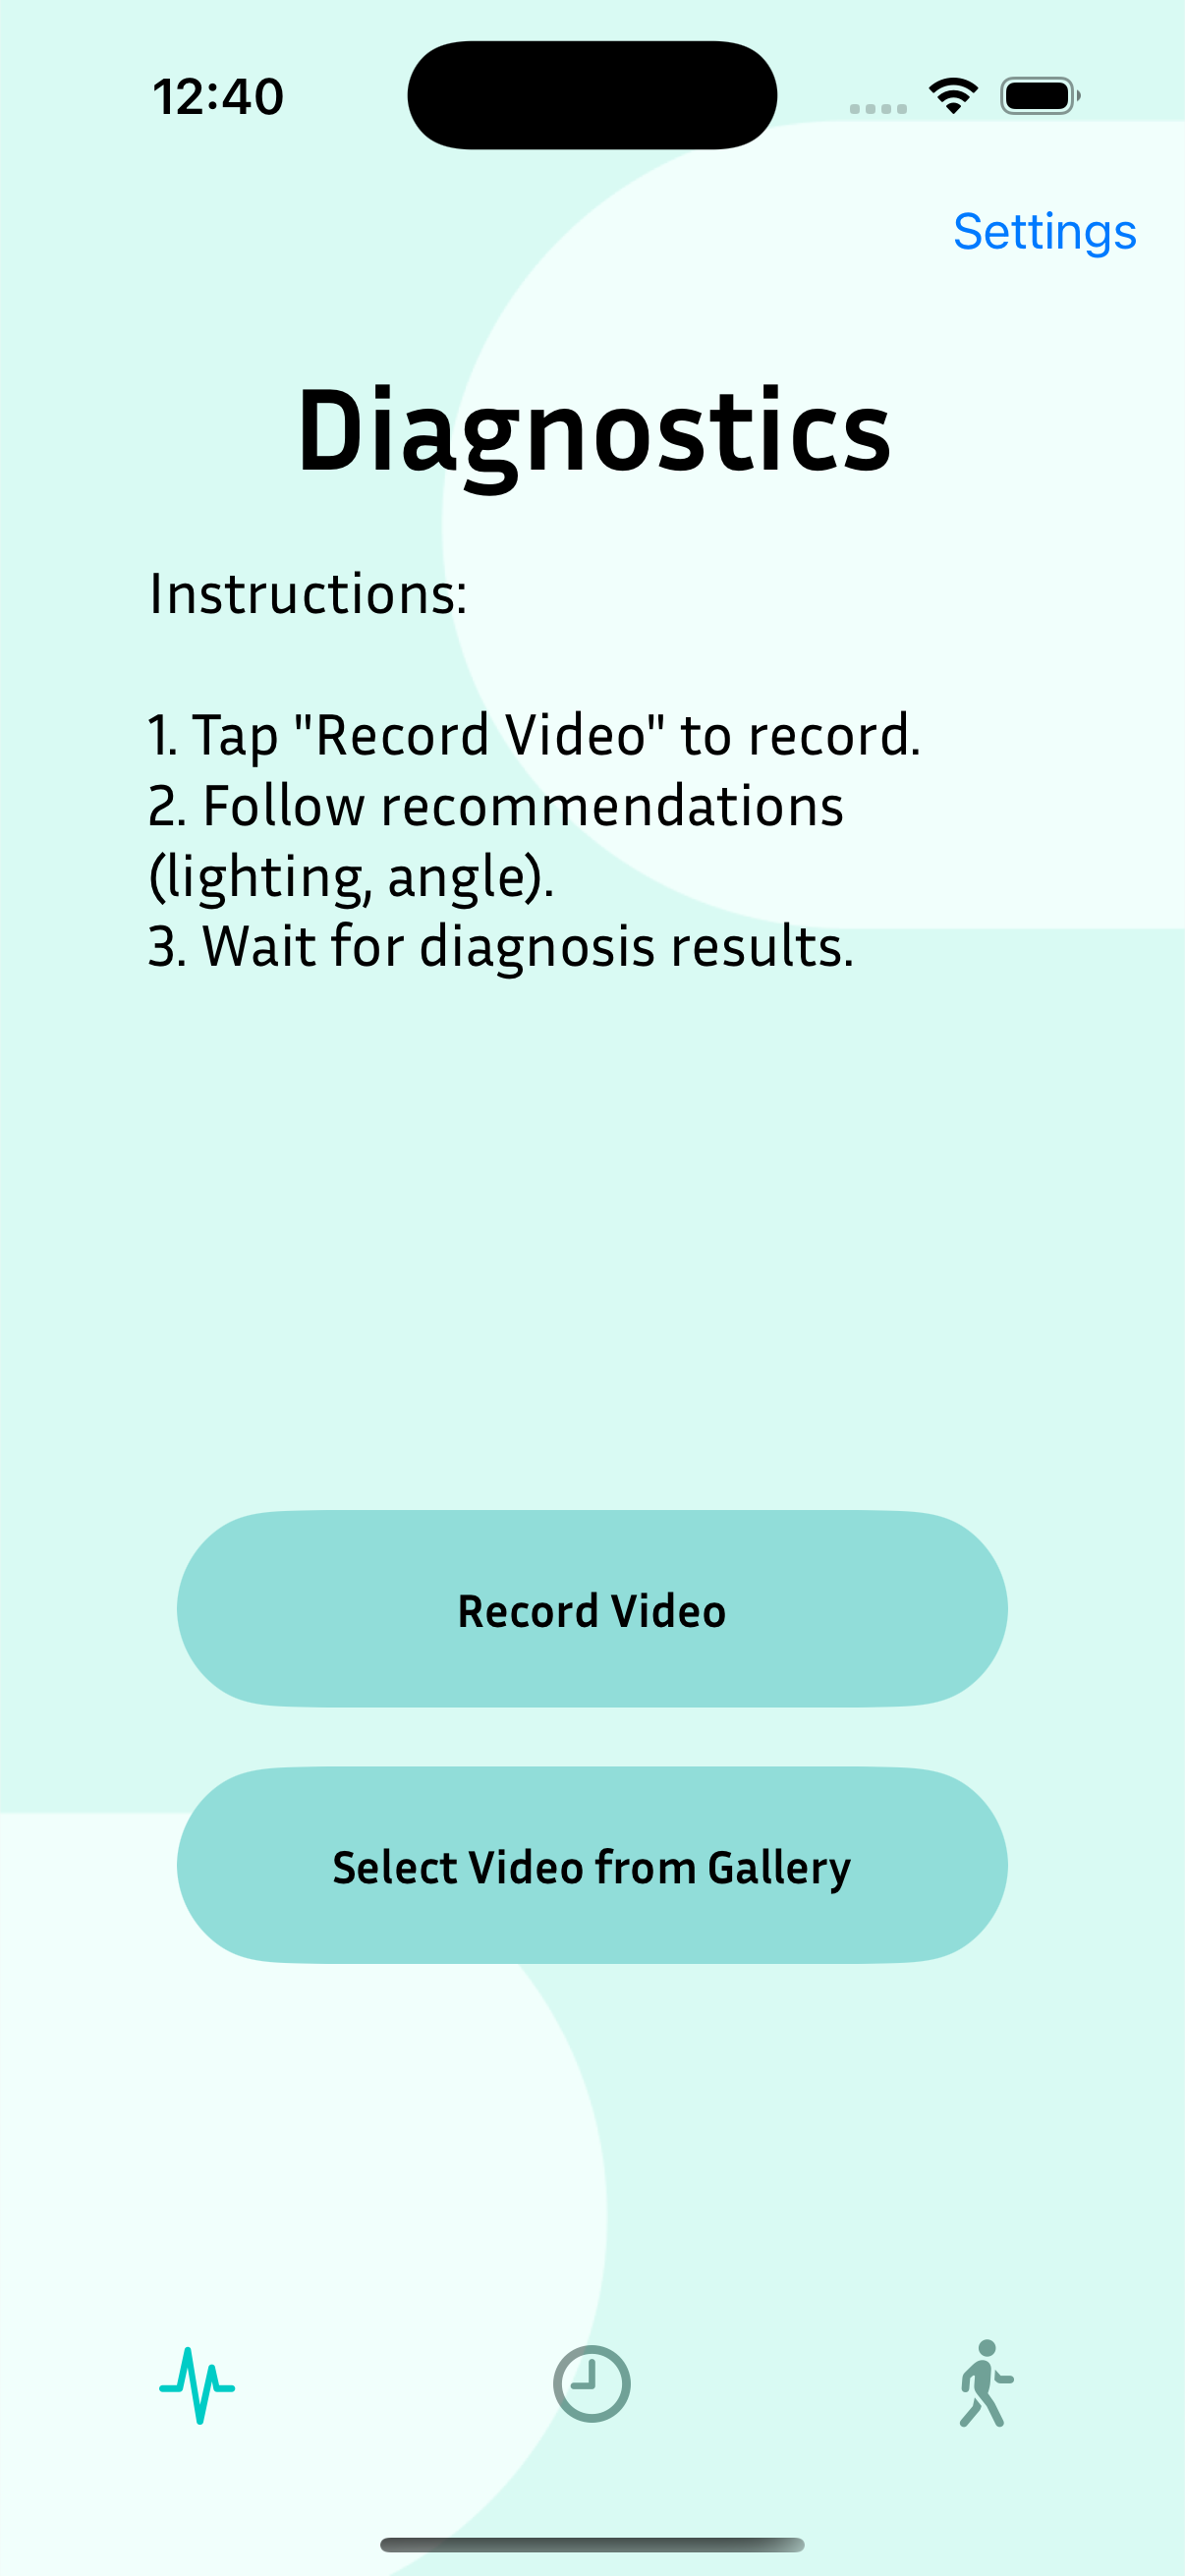 12:40
Settings
Diagnostics
Instructions:
1. Tap "Record Video" to record.
2. Follow recommendations
(lighting, angle).
3. Wait for diagnosis results.
Record Video
Select Video from Gallery